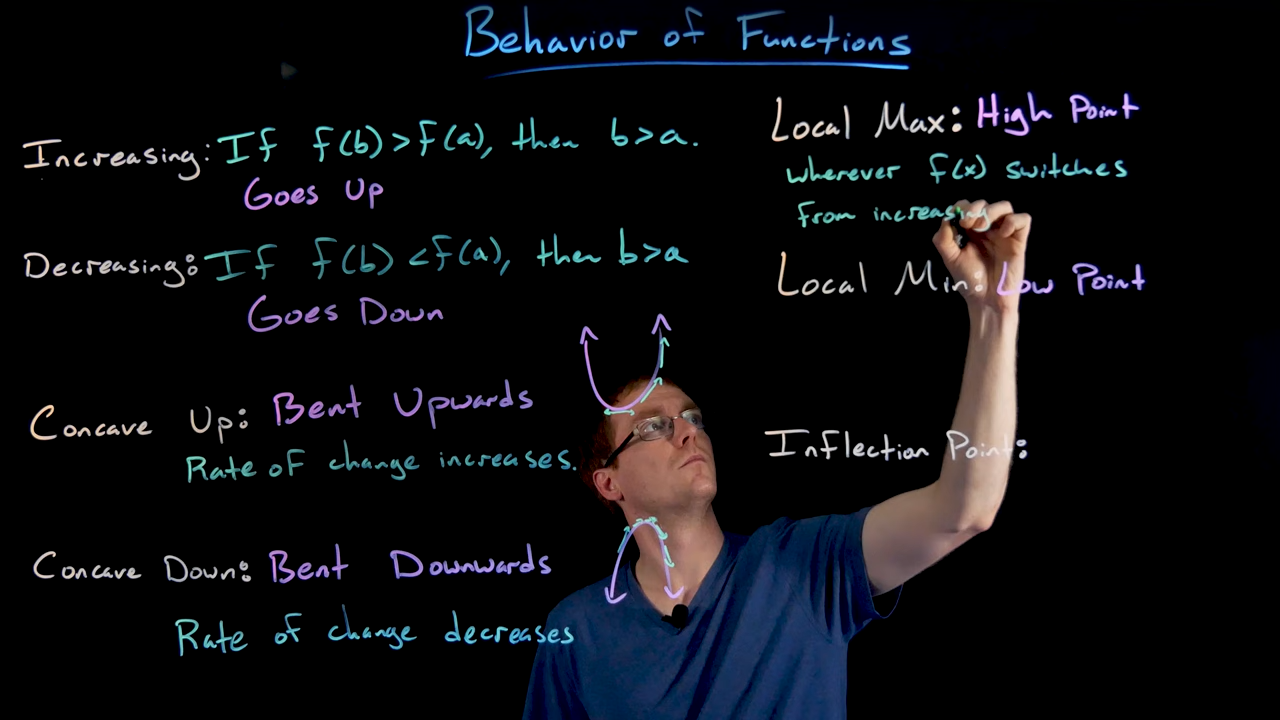 Behavior of Functions
Increasing: If f(b) > f(a), then b > a.
Goes Up
Decreasing: If f(b) < f(a), then b > a
Goes Down
Concave Up: Bent Upwards
Rate of change increases.
Concave Down: Bent Downwards
Rate of change decreases
Local Max: High Point
wherever f(x) switches
from increasing
Local Min: Low Point
Inflection Point: